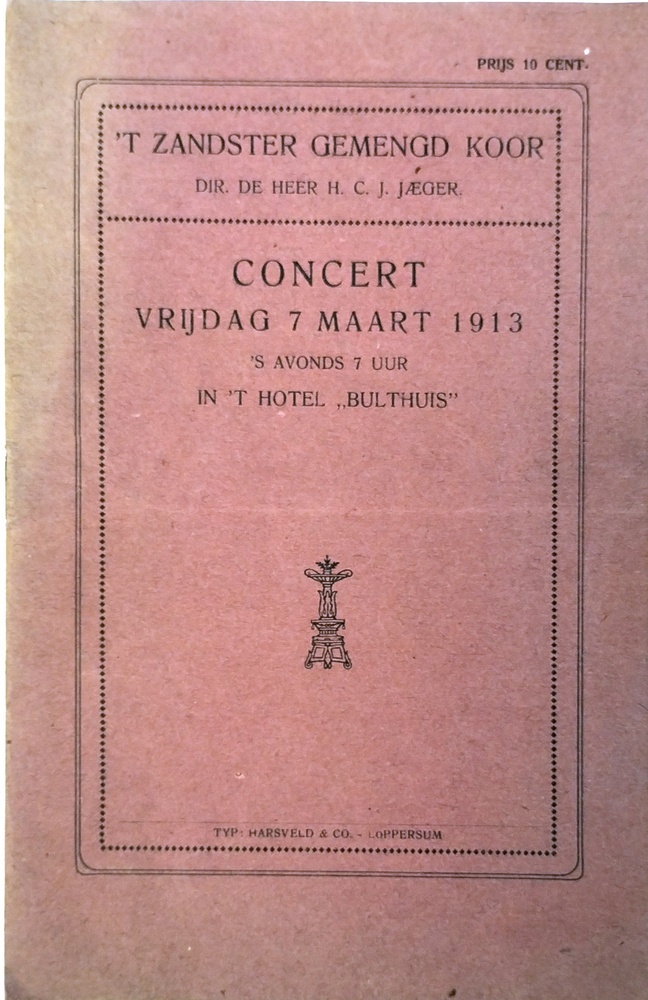 PRIJS 10 CENT.
'T ZANDSTER GEMENGD KOOR
DIR. DE HEER H. C. J. JÆGER.
CONCERT
VRIJDAG 7 MAART 1913
'S AVONDS 7 UUR
IN 'T HOTEL „BULTHUIS”
TYP: HARSVELD & CO. - LOPPERSUM